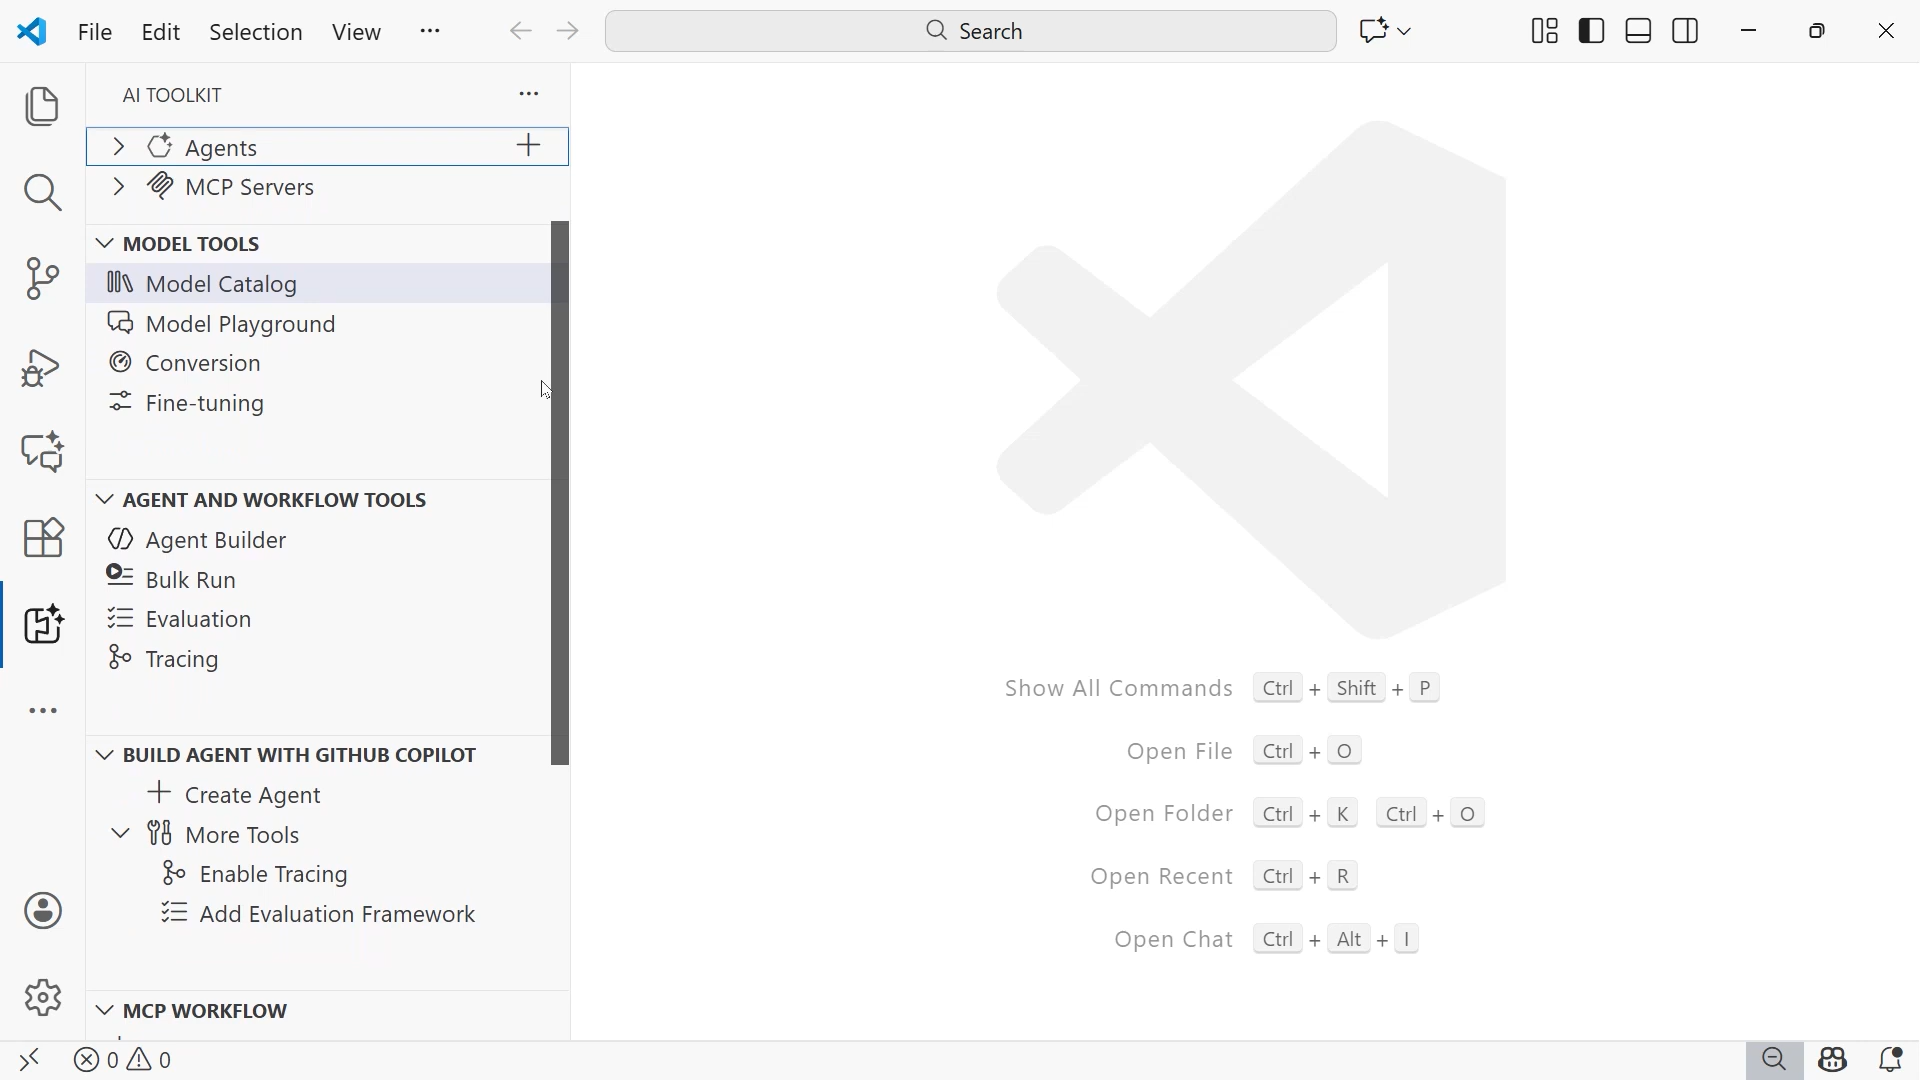 File Edit Selection View ···
Search
AI TOOLKIT
Agents
MCP Servers
MODEL TOOLS
Model Catalog
Model Playground
Conversion
Fine-tuning
AGENT AND WORKFLOW TOOLS
Agent Builder
Bulk Run
Evaluation
Tracing
BUILD AGENT WITH GITHUB COPILOT
Create Agent
More Tools
Enable Tracing
Add Evaluation Framework
MCP WORKFLOW
Show All Commands Ctrl + Shift + P
Open File Ctrl + O
Open Folder Ctrl + K Ctrl + O
Open Recent Ctrl + R
Open Chat Ctrl + Alt + I
0 0